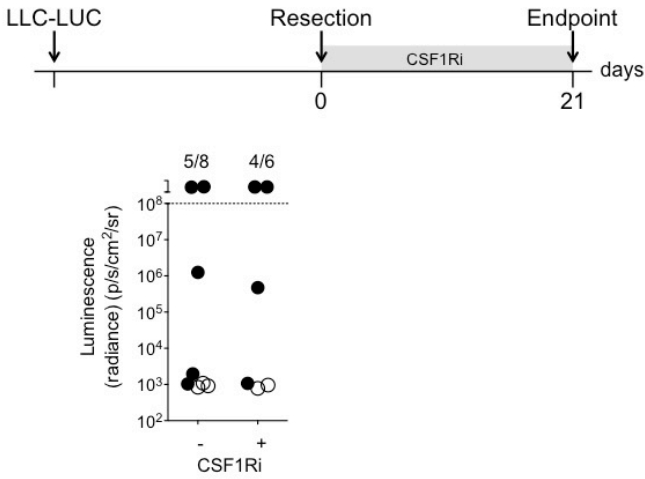 LLC-LUC Resection Endpoint
CSF1Ri
days
0 21
5/8 4/6
10⁸
10⁷
10⁶
10⁵
10⁴
10³
10²
Luminescence
(radiance) (p/s/cm²/sr)
- +
CSF1Ri